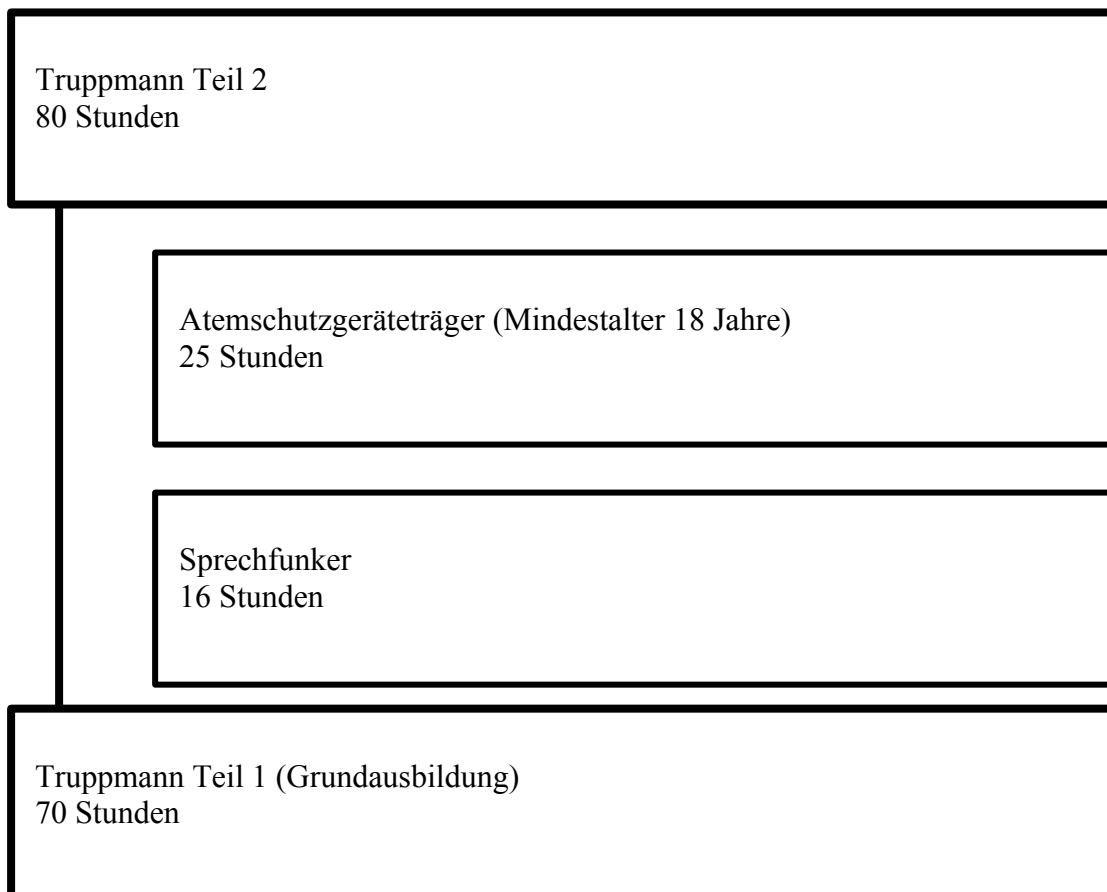 Truppmann Teil 2
80 Stunden
Atemschutzgeräteträger (Mindestalter 18 Jahre)
25 Stunden
Sprechfunker
16 Stunden
Truppmann Teil 1 (Grundausbildung)
70 Stunden